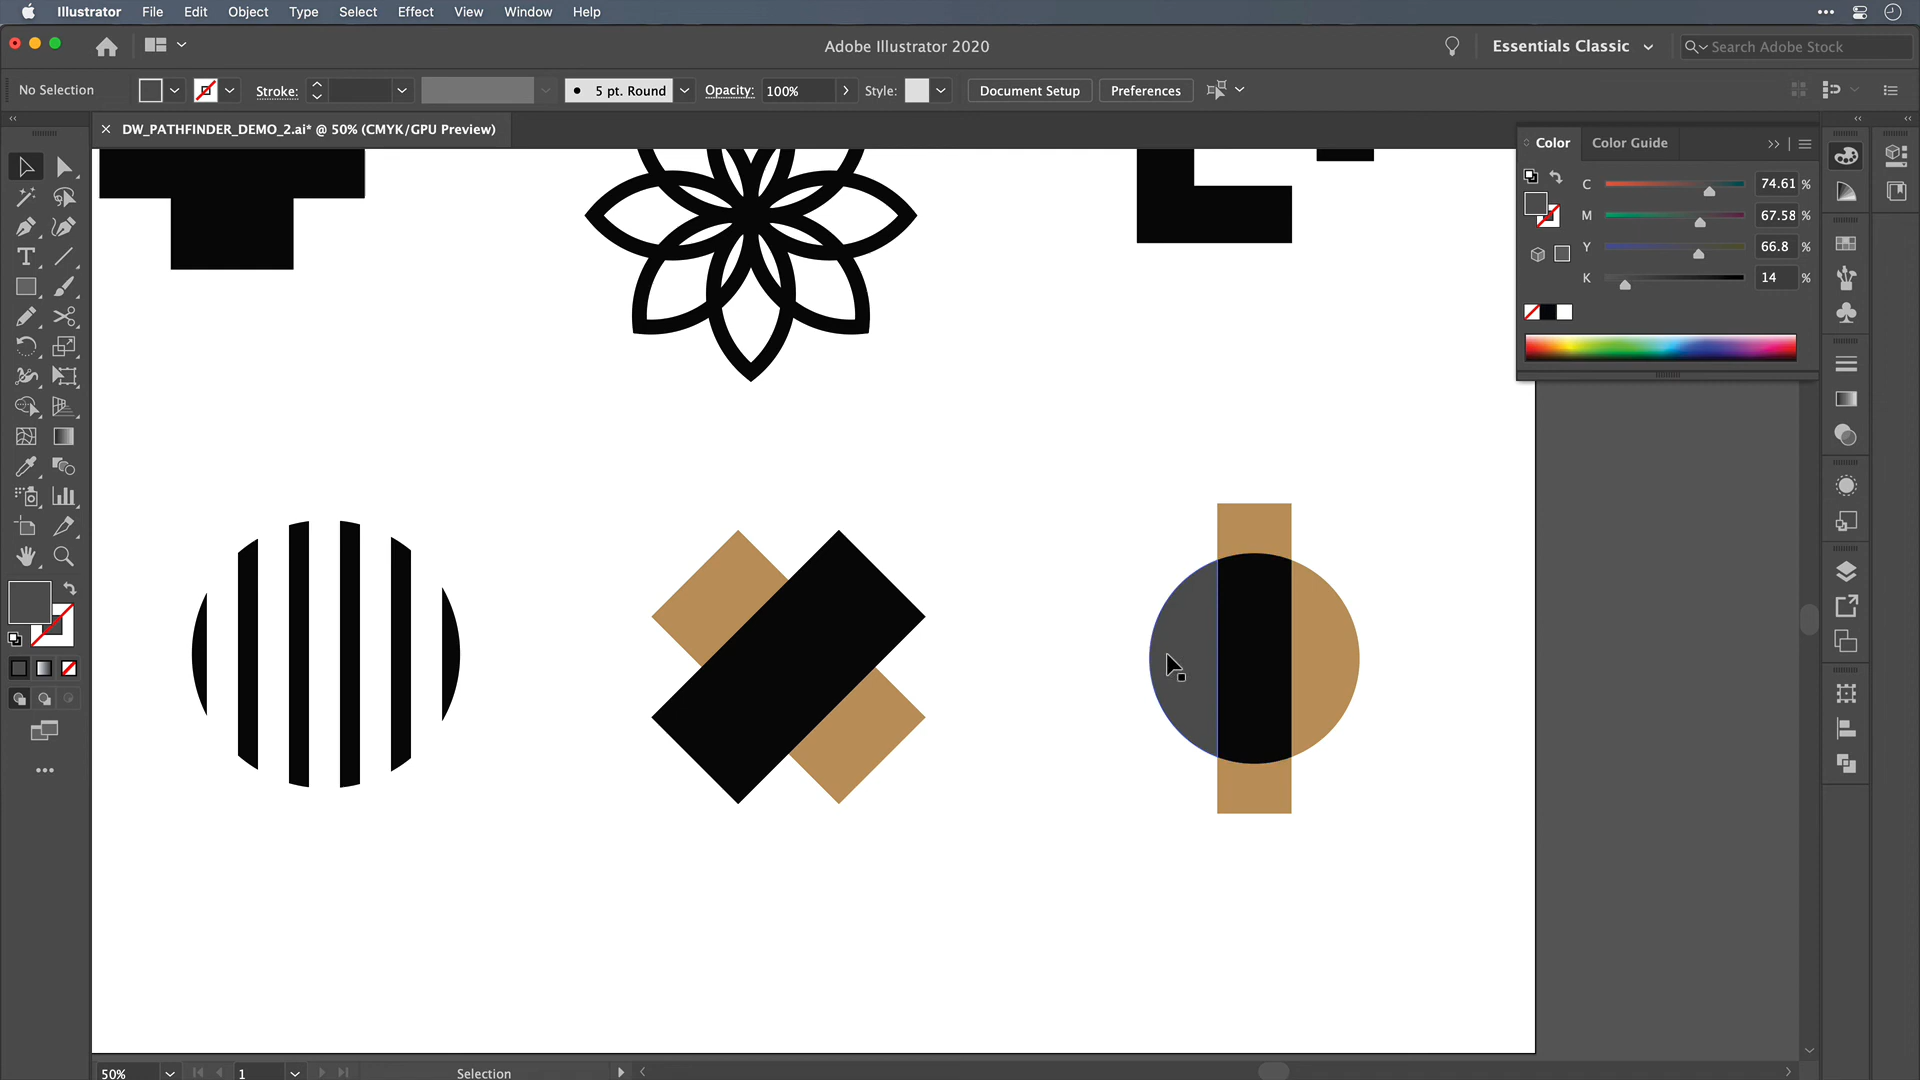 Illustrator File Edit Object Type Select Effect View Window Help
Adobe Illustrator 2020
Essentials Classic
Search Adobe Stock
No Selection
Stroke:
5 pt. Round
Opacity: 100%
Style:
Document Setup
Preferences
DW_PATHFINDER_DEMO_2.ai* @ 50% (CMYK/GPU Preview)
Color
Color Guide
C 74.61 %
M 67.58 %
Y 66.8 %
K 14 %
50%
1
Selection